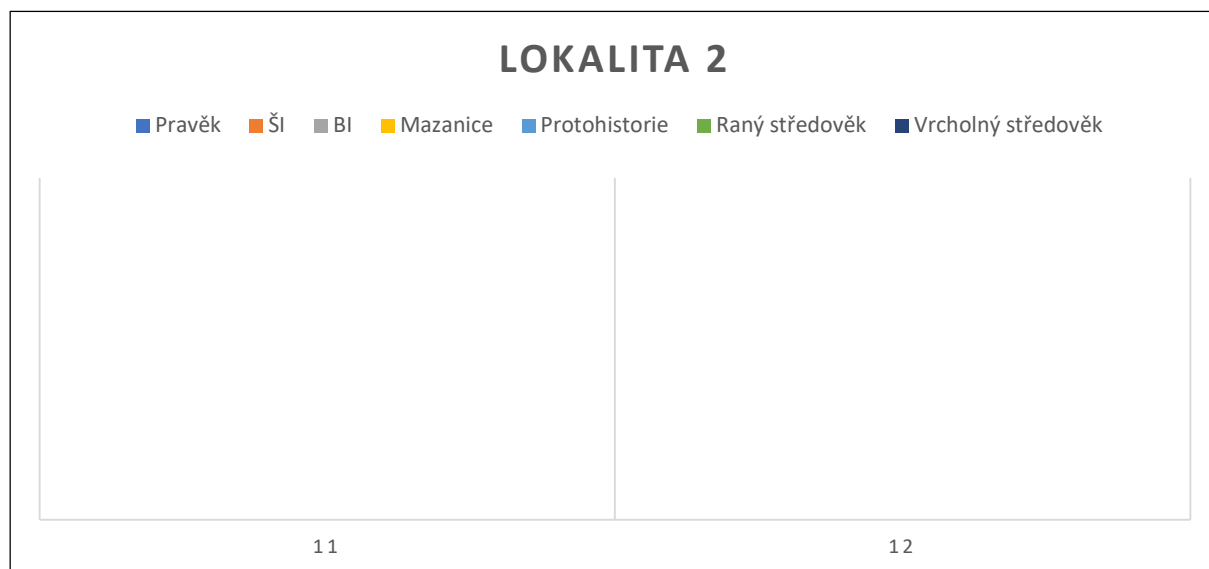 LOKALITA 2
Pravěk ŠI BI Mazanice Protohistorie Raný středověk Vrcholný středověk
11 12